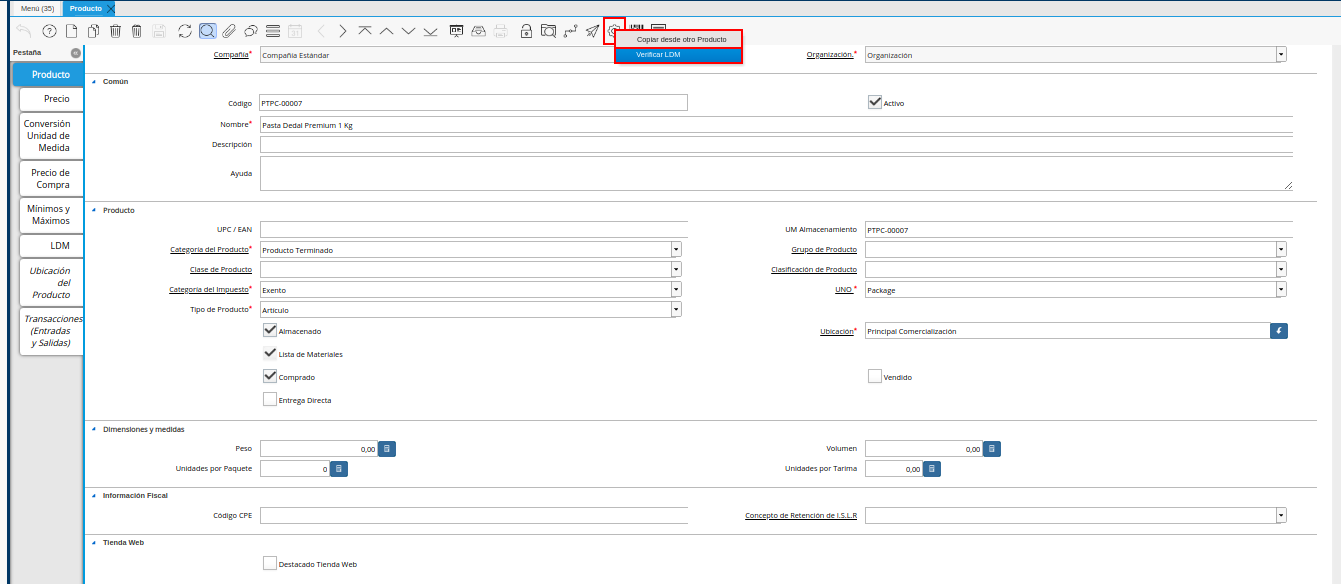 Menú (35) Producto
Copiar desde otro Producto
Verificar LDM
Pestaña
Producto
Precio
Conversión
Unidad de
Medida
Precio de
Compra
Mínimos y
Máximos
LDM
Ubicación
del
Producto
Transacciones
(Entradas
y Salidas)
Compañía* Compañía Estándar Organización.* Organización
Común
Código PTPC-00007 Activo
Nombre* Pasta Dedal Premium 1 Kg
Descripción
Ayuda
Producto
UPC / EAN UM Almacenamiento PTPC-00007
Categoría del Producto* Producto Terminado Grupo de Producto
Clase de Producto Clasificación de Producto
Categoría del Impuesto* Exento UNO * Package
Tipo de Producto* Artículo
Almacenado Ubicación* Principal Comercialización
Lista de Materiales
Comprado Vendido
Entrega Directa
Dimensiones y medidas
Peso 0,00 Volumen 0,00
Unidades por Paquete 0 Unidades por Tarima 0,00
Información Fiscal
Código CPE Concepto de Retención de I.S.L.R
Tienda Web
Destacado Tienda Web